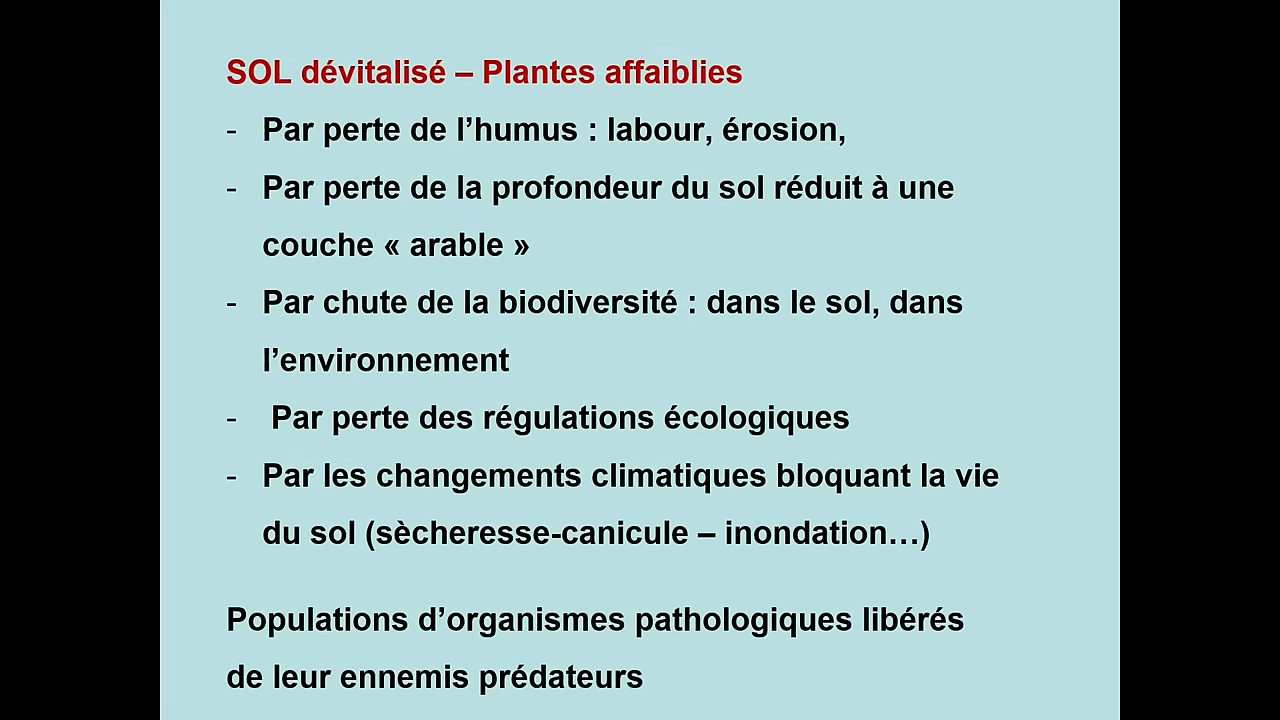 SOL dévitalisé – Plantes affaiblies
- Par perte de l’humus : labour, érosion,
- Par perte de la profondeur du sol réduit à une
couche « arable »
- Par chute de la biodiversité : dans le sol, dans
l’environnement
- Par perte des régulations écologiques
- Par les changements climatiques bloquant la vie
du sol (sècheresse-canicule – inondation…)
Populations d’organismes pathologiques libérés
de leur ennemis prédateurs